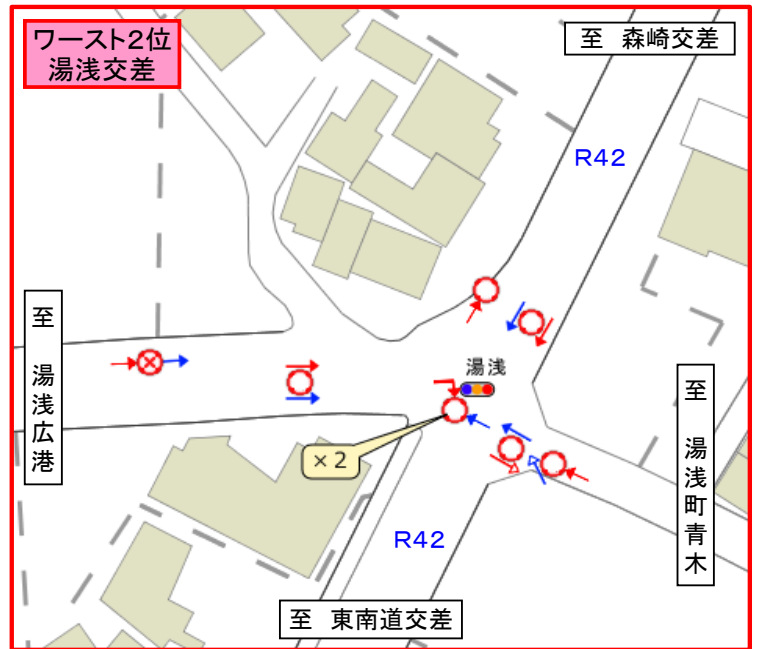 ワースト2位
湯浅交差
至 森崎交差
R42
至 湯浅広港
湯浅
至 湯浅町青木
×2
R42
至 東南道交差